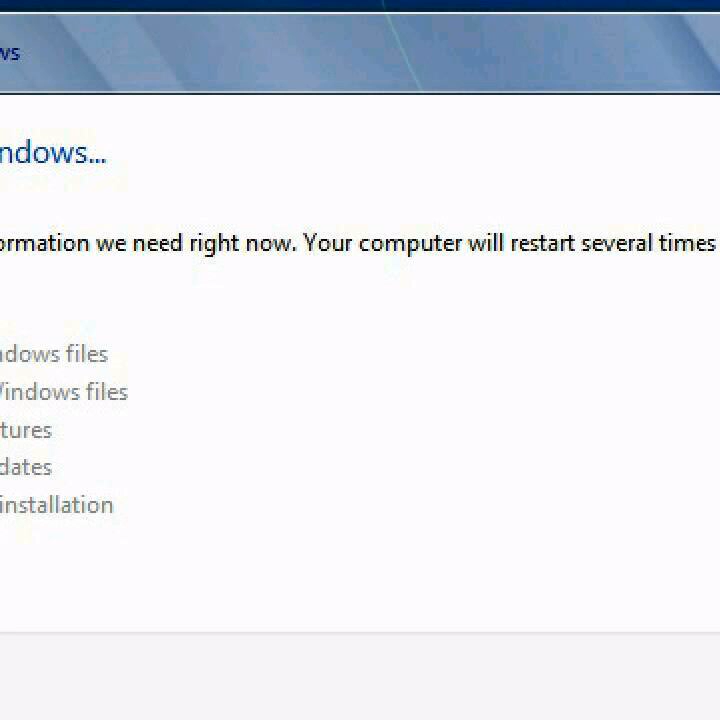 ws
ndows...
ormation we need right now. Your computer will restart several times
ndows files
Windows files
tures
dates
installation